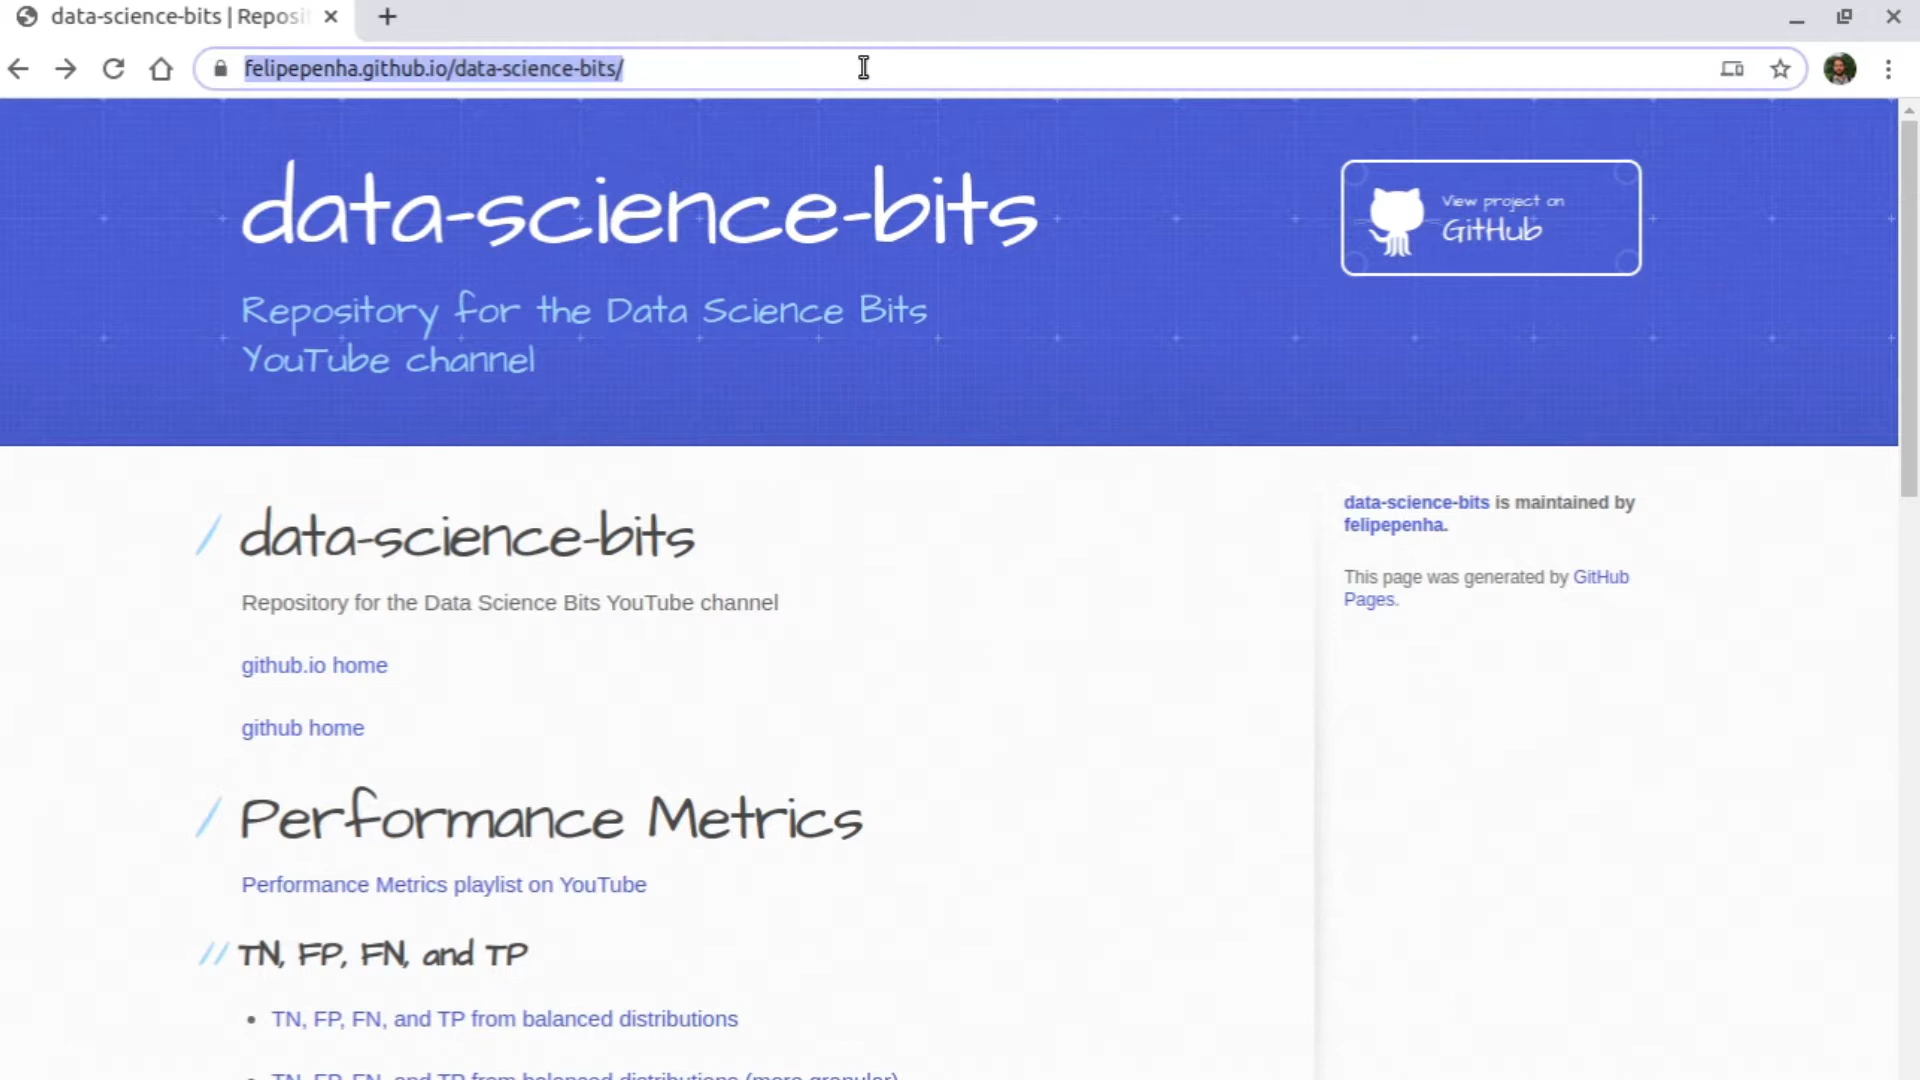 data-science-bits | Reposi
felipepenha.github.io/data-science-bits/
data-science-bits
View project on
GitHub
Repository for the Data Science Bits
YouTube channel
data-science-bits
Repository for the Data Science Bits YouTube channel
github.io home
github home
data-science-bits is maintained by
felipepenha.
This page was generated by GitHub
Pages.
/ Performance Metrics
Performance Metrics playlist on YouTube
// TN, FP, FN, and TP
• TN, FP, FN, and TP from balanced distributions
• TN, FP, FN, and TP from balanced distributions (more granular)